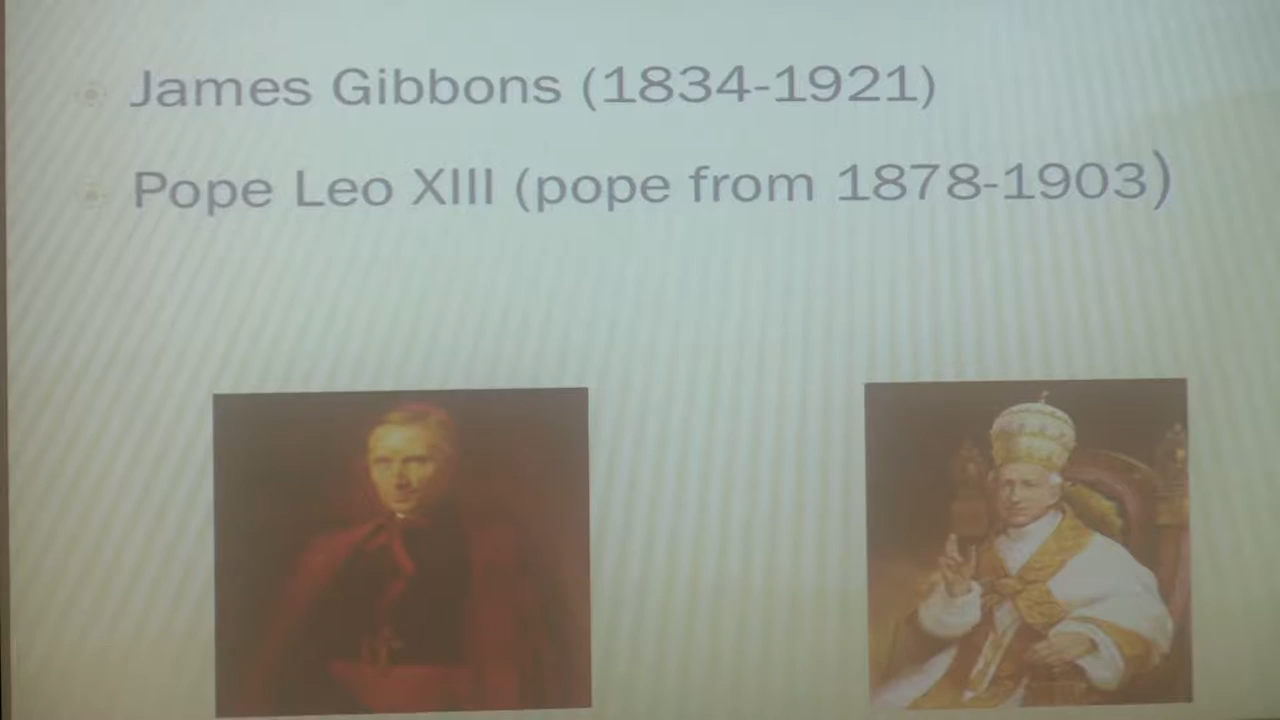 James Gibbons (1834-1921)
Pope Leo XIII (pope from 1878-1903)